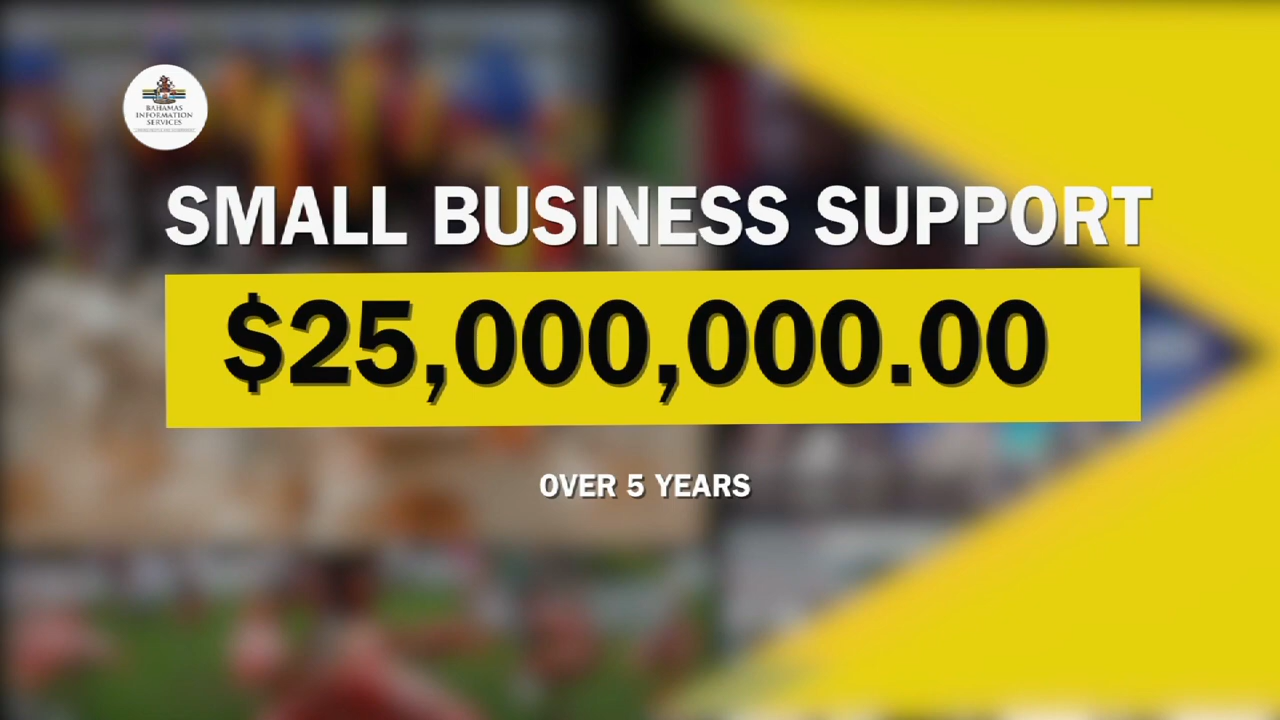 BAHAMAS
INFORMATION
SERVICES
SMALL BUSINESS SUPPORT
$25,000,000.00
OVER 5 YEARS